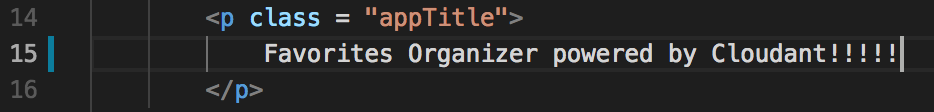 14 <p class = "appTitle">
15 Favorites Organizer powered by Cloudant!!!!!
16 </p>